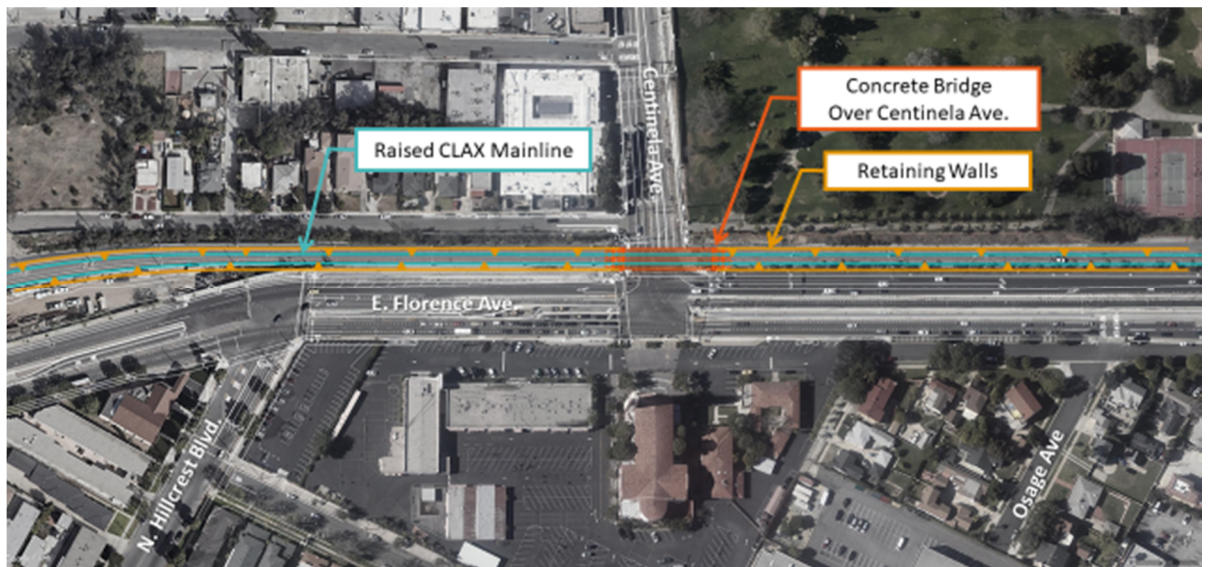 Centinela Ave.
Concrete Bridge
Over Centinela Ave.
Raised CLAX Mainline
Retaining Walls
E. Florence Ave.
N. Hillcrest Blvd.
Osage Ave